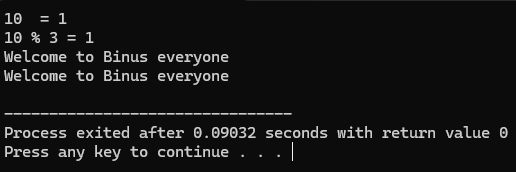 10  = 1
10 % 3 = 1
Welcome to Binus everyone
Welcome to Binus everyone
--------------------------------
Process exited after 0.09032 seconds with return value 0
Press any key to continue . . .